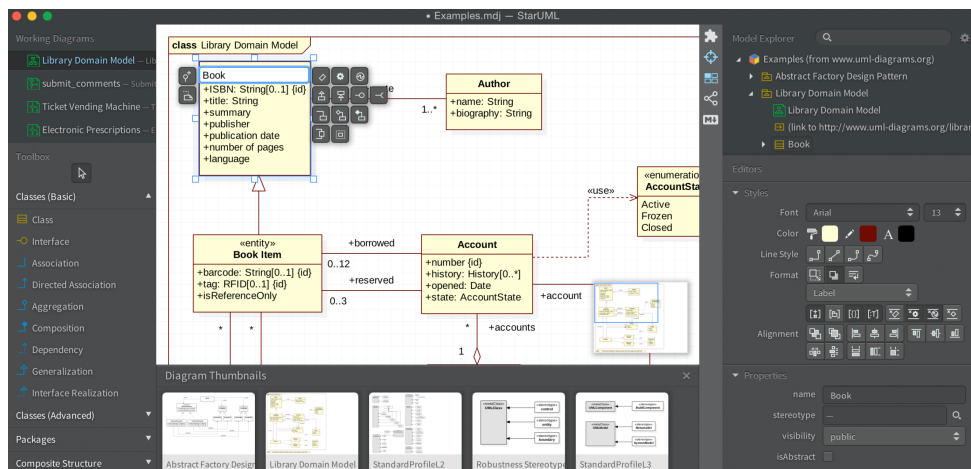 • Examples.mdj — StarUML
Working Diagrams
Library Domain Model — Lib
submit_comments — Submit
Ticket Vending Machine — T
Electronic Prescriptions — E
Toolbox
Classes (Basic)
Class
Interface
Association
Directed Association
Aggregation
Composition
Dependency
Generalization
Interface Realization
Classes (Advanced)
Packages
Composite Structure
class Library Domain Model
Book
+ISBN: String[0..1] {id}
+title: String
+summary
+publisher
+publication date
+number of pages
+language
1..*
Author
+name: String
+biography: String
«use»
«enumeratio
AccountSta
Active
Frozen
Closed
«entity»
Book Item
+barcode: String[0..1] {id}
+tag: RFID[0..1] {id}
+isReferenceOnly
+borrowed
0..12
+reserved
0..3
Account
+number {id}
+history: History[0..*]
+opened: Date
+state: AccountState
+account
* *
* +accounts
1
Diagram Thumbnails
Abstract Factory Design
Library Domain Model
StandardProfileL2
Robustness Stereotype
StandardProfileL3
Model Explorer
Examples (from www.uml-diagrams.org)
Abstract Factory Design Pattern
Library Domain Model
Library Domain Model
(link to http://www.uml-diagrams.org/librar
Book
Editors
Styles
Font Arial 13
Color A
Line Style
Format
Label
Alignment
Properties
name Book
stereotype —
visibility public
isAbstract